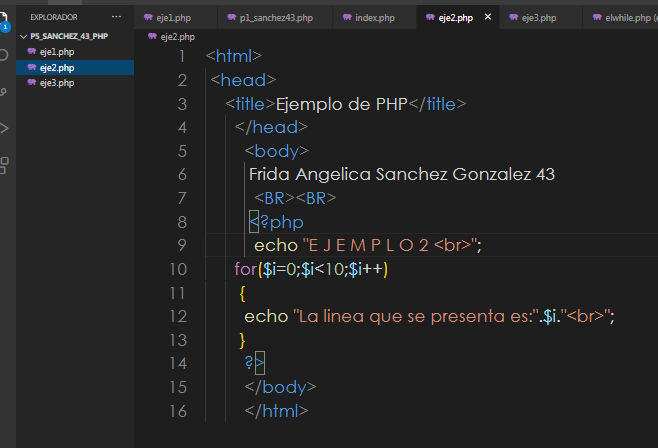 EXPLORADOR ···
eje1.php p1_sanchez43.php index.php eje2.php × eje3.php elwhile.php
1
P5_SANCHEZ_43_PHP
eje1.php
eje2.php
eje3.php
eje2.php
1 <html>
2 <head>
3 <title>Ejemplo de PHP</title>
4 </head>
5 <body>
6 Frida Angelica Sanchez Gonzalez 43
7 <BR><BR>
8 <?php
9 echo "E J E M P L O 2 <br>";
10 for($i=0;$i<10;$i++)
11 {
12 echo "La linea que se presenta es:".$i."<br>";
13 }
14 ?>
15 </body>
16 </html>